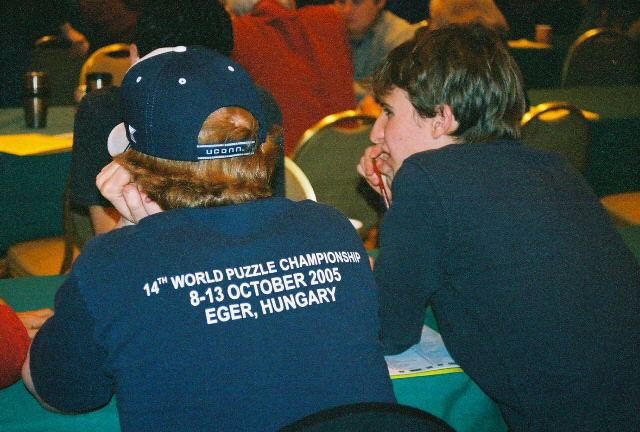 UCONN
14TH WORLD PUZZLE CHAMPIONSHIP
8-13 OCTOBER 2005
EGER, HUNGARY